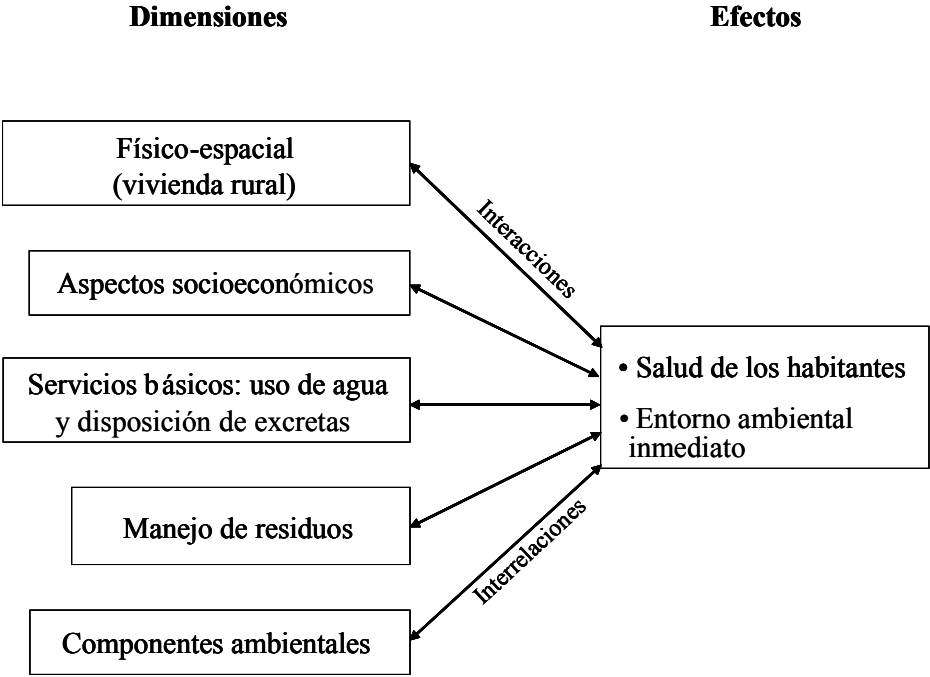 Dimensiones
Efectos
Físico-espacial
(vivienda rural)
Interacciones
Aspectos socioeconómicos
Servicios básicos: uso de agua
y disposición de excretas
• Salud de los habitantes
• Entorno ambiental
inmediato
Manejo de residuos
Interrelaciones
Componentes ambientales